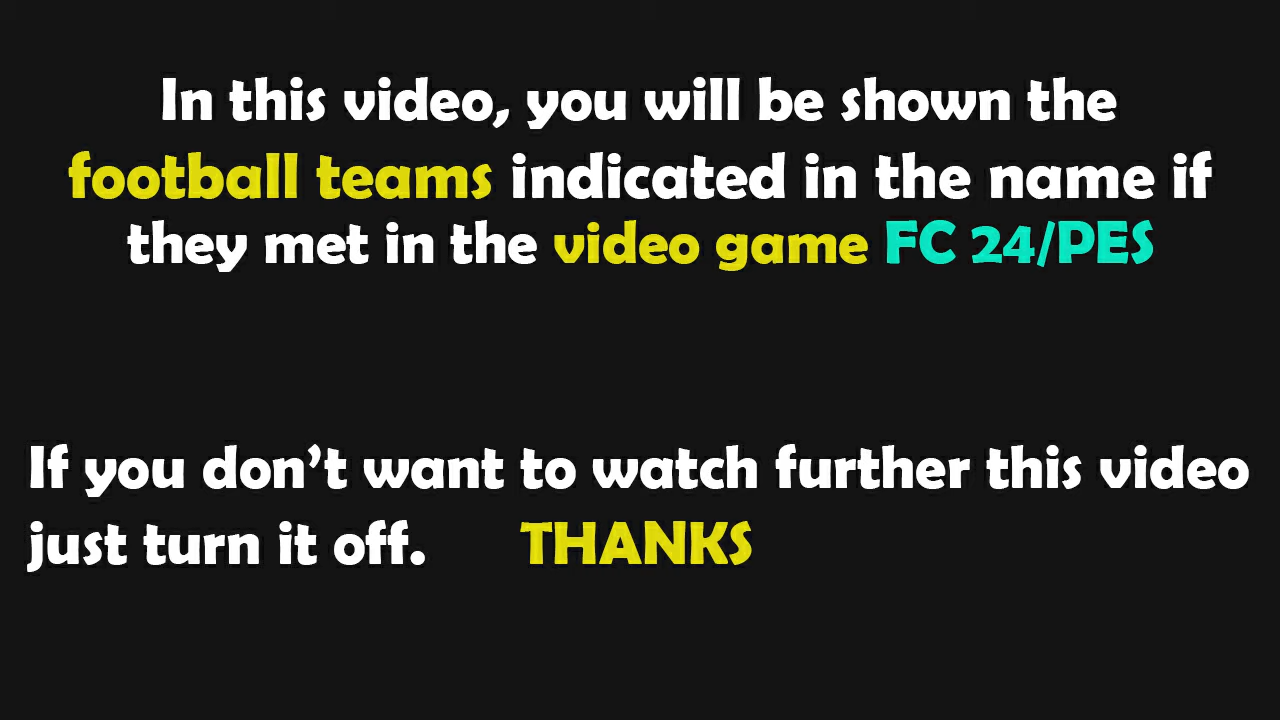 In this video, you will be shown the
football teams indicated in the name if
they met in the video game FC 24/PES
If you don’t want to watch further this video
just turn it off. THANKS